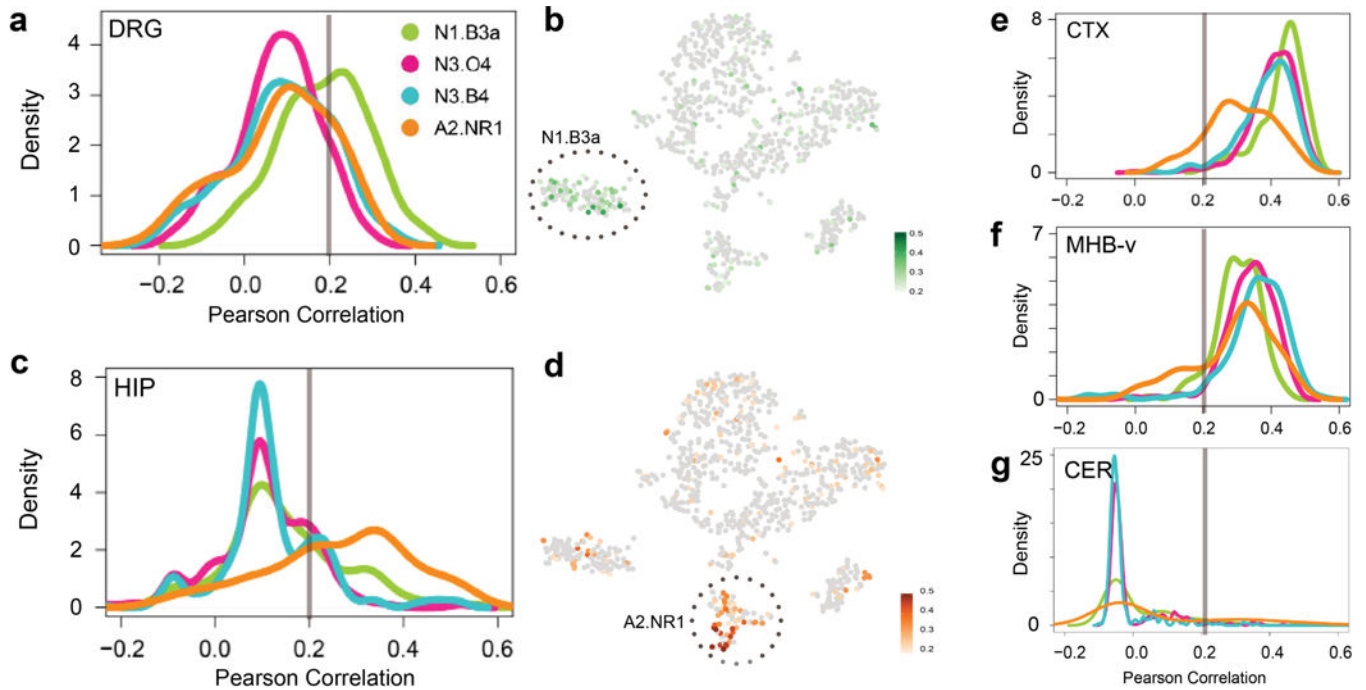 a
DRG
N1.B3a
N3.O4
N3.B4
A2.NR1
4
3
2
1
0
Density
−0.2 0.0 0.2 0.4 0.6
Pearson Correlation
b
N1.B3a
0.5
0.4
0.3
0.2
c
HIP
8
6
4
2
0
Density
−0.2 0.0 0.2 0.4 0.6
Pearson Correlation
d
A2.NR1
0.5
0.4
0.3
0.2
e
CTX
8
0
Density
−0.2 0.0 0.2 0.4 0.6
f
MHB-v
7
0
Density
−0.2 0.0 0.2 0.4 0.6
g
CER
25
0
Density
−0.2 0.0 0.2 0.4 0.6
Pearson Correlation